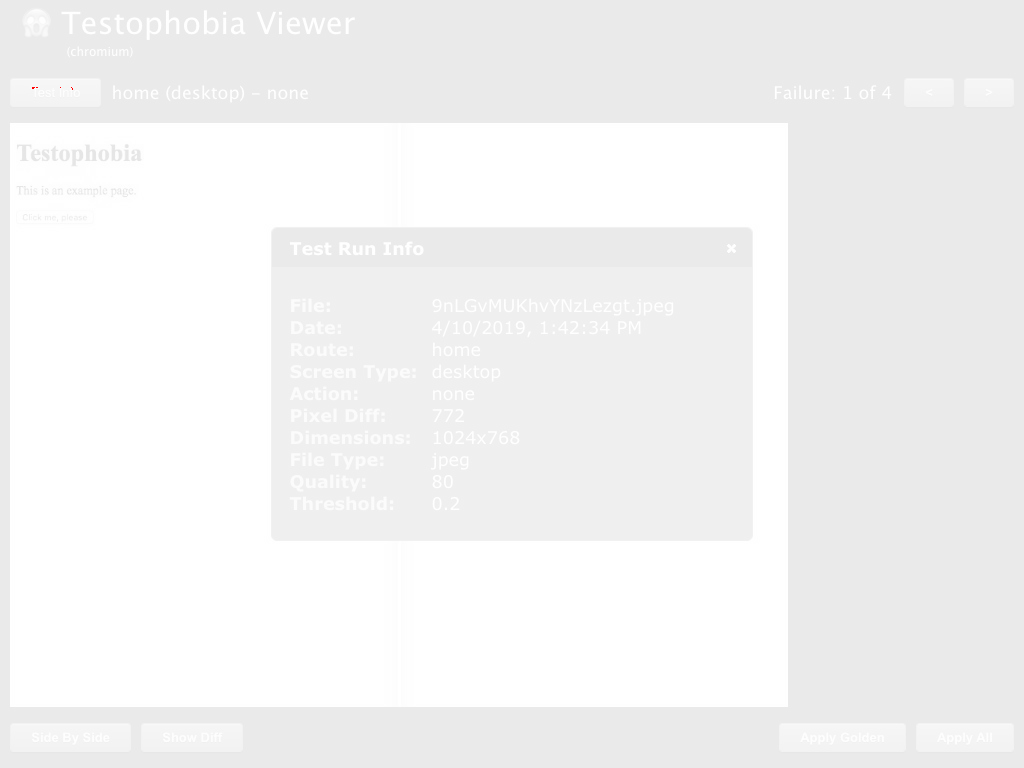 Testophobia Viewer
(chromium)
home (desktop) – none
Failure: 1 of 4
<
>
Testophobia
This is an example page.
Click me, please
Test Run Info
×
File: 9nLGvMUKhvYNzLezgt.jpeg
Date: 4/10/2019, 1:42:34 PM
Route: home
Screen Type: desktop
Action: none
Pixel Diff: 772
Dimensions: 1024x768
File Type: jpeg
Quality: 80
Threshold: 0.2
Side By Side
Show Diff
Apply Golden
Apply All